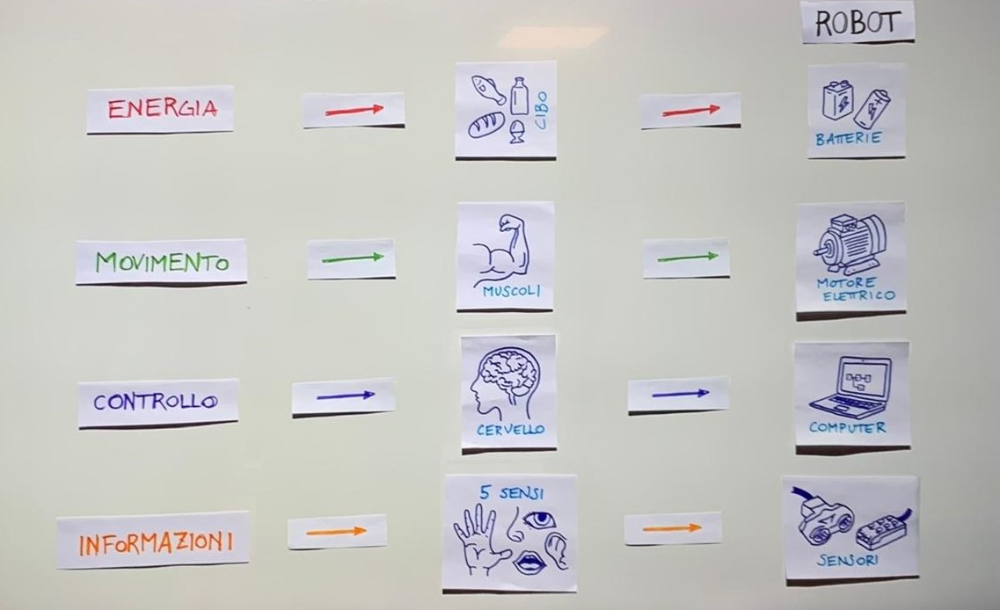 ROBOT
ENERGIA
CIBO
BATTERIE
MOVIMENTO
MUSCOLI
MOTORE
ELETTRICO
CONTROLLO
CERVELLO
COMPUTER
INFORMAZIONI
5 SENSI
SENSORI